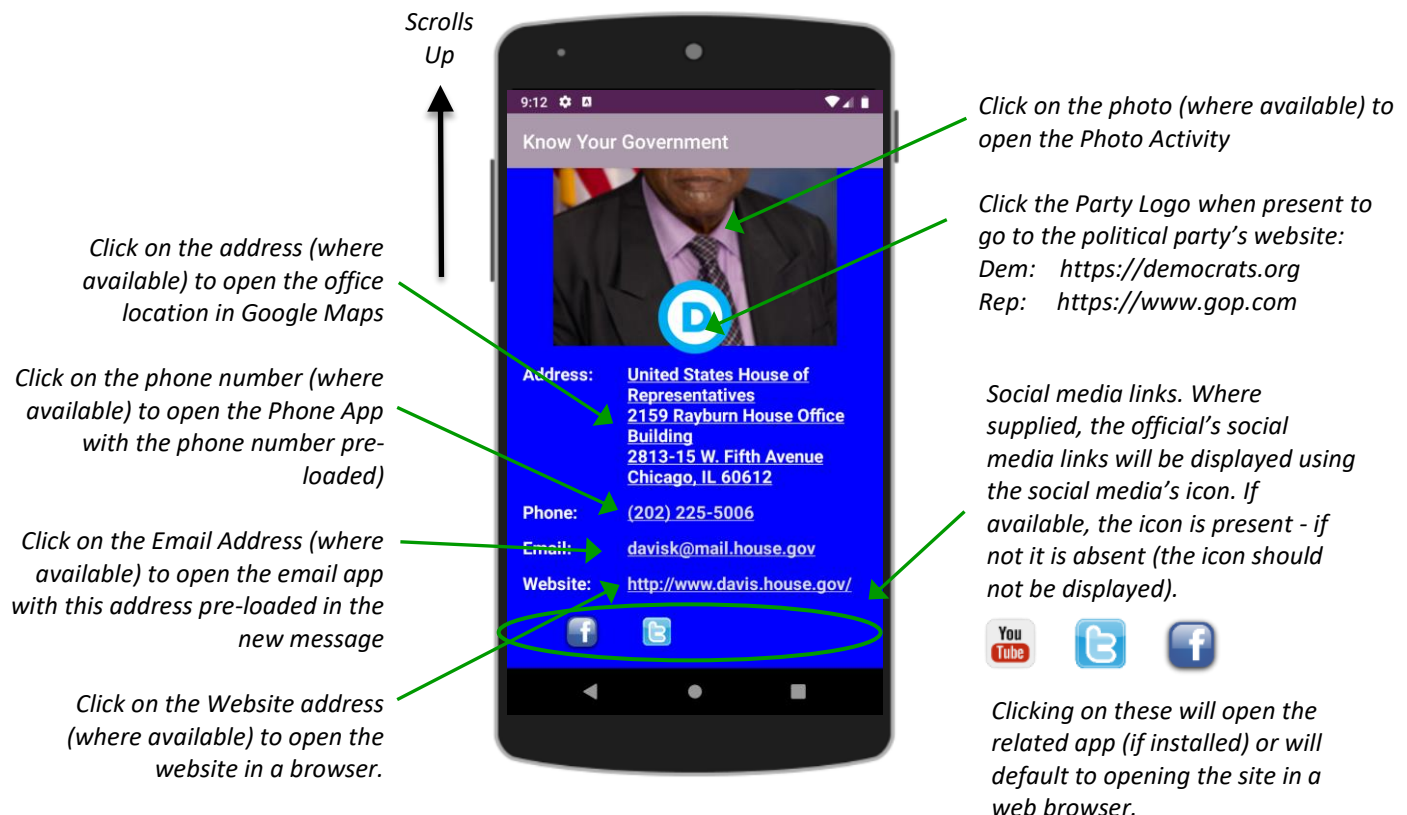 Scrolls
Up
9:12
Know Your Government
Click on the photo (where available) to
open the Photo Activity
Click the Party Logo when present to
go to the political party’s website:
Dem: https://democrats.org
Rep: https://www.gop.com
Click on the address (where
available) to open the office
location in Google Maps
Click on the phone number (where
available) to open the Phone App
with the phone number pre-
loaded)
Click on the Email Address (where
available) to open the email app
with this address pre-loaded in the
new message
Click on the Website address
(where available) to open the
website in a browser.
D
Address: United States House of
Representatives
2159 Rayburn House Office
Building
2813-15 W. Fifth Avenue
Chicago, IL 60612
Phone: (202) 225-5006
Email: davisk@mail.house.gov
Website: http://www.davis.house.gov/
f t
Social media links. Where
supplied, the official’s social
media links will be displayed using
the social media’s icon. If
available, the icon is present - if
not it is absent (the icon should
not be displayed).
You
Tube
t f
Clicking on these will open the
related app (if installed) or will
default to opening the site in a
web browser.